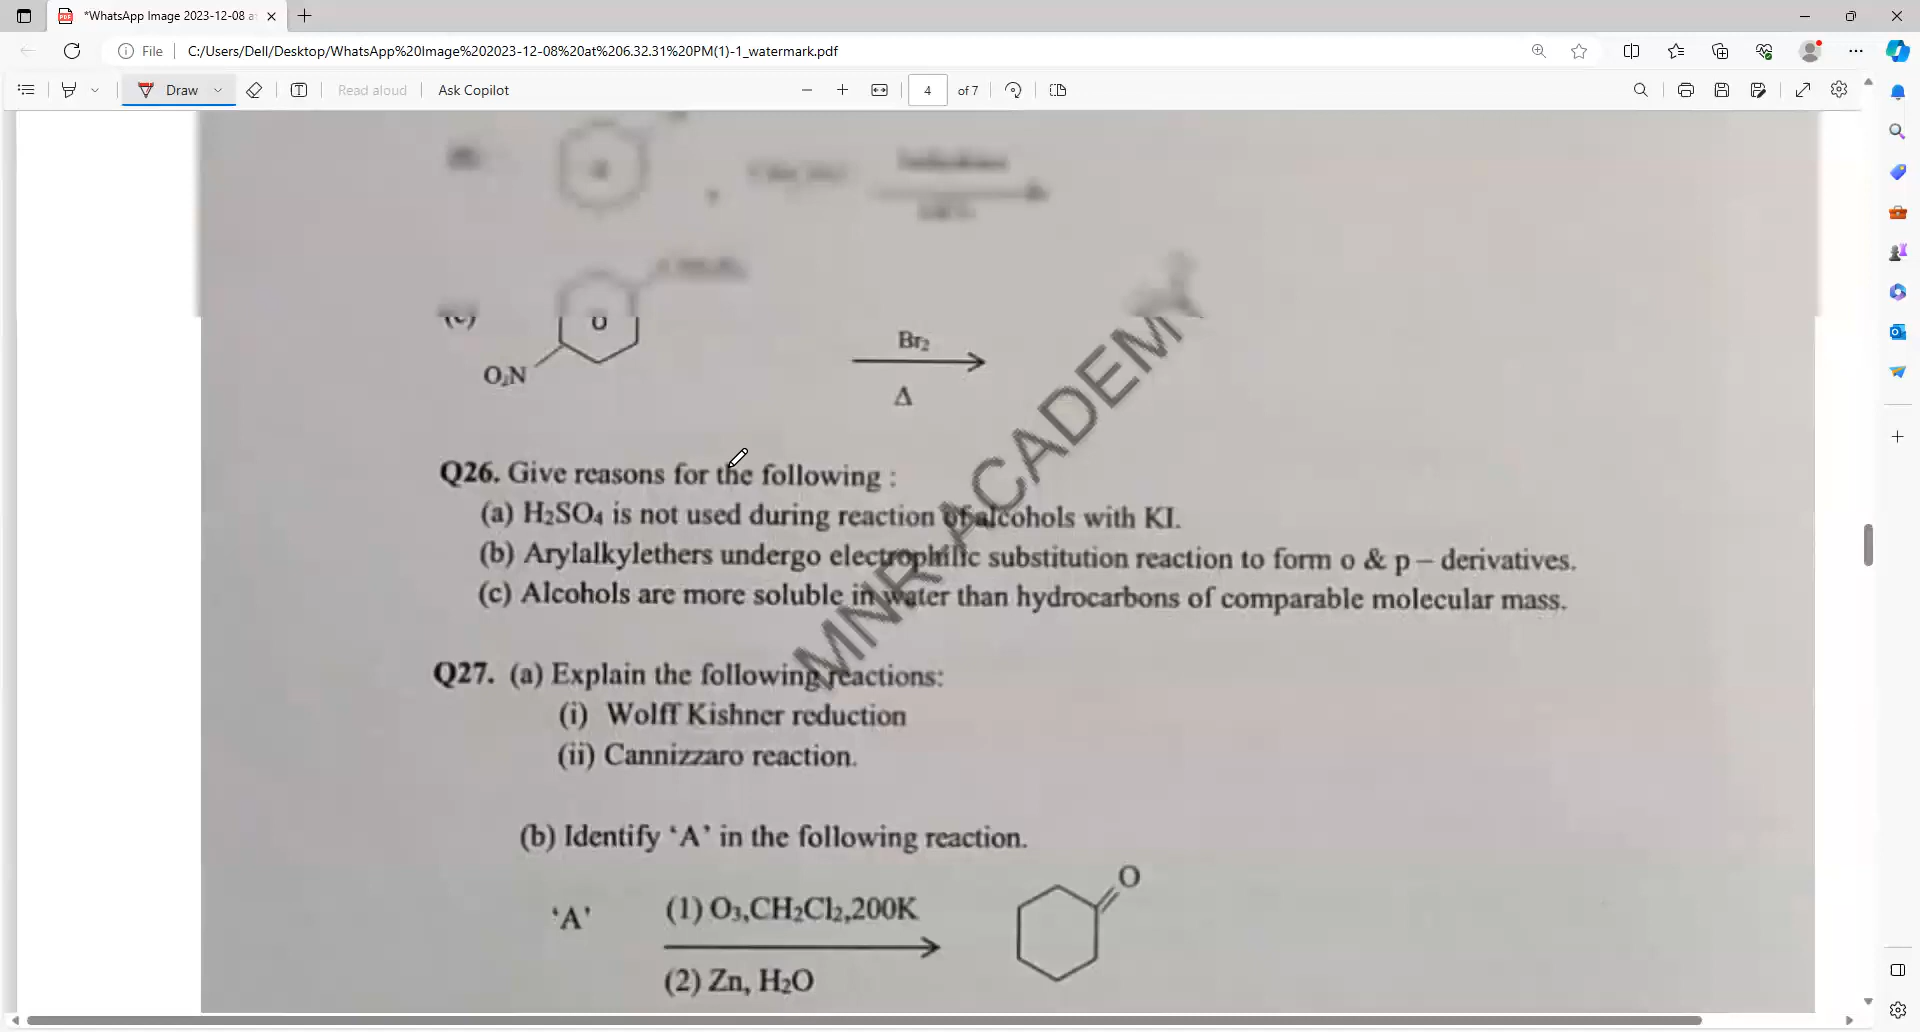 *WhatsApp Image 2023-12-08 a
File
C:/Users/Dell/Desktop/WhatsApp%20Image%202023-12-08%20at%206.32.31%20PM(1)-1_watermark.pdf
Draw
Read aloud
Ask Copilot
4 of 7
(c)
O
O₂N
Br₂
Δ
Q26. Give reasons for the following :
(a) H₂SO₄ is not used during reaction of alcohols with KI.
(b) Arylalkylethers undergo electrophilic substitution reaction to form o & p – derivatives.
(c) Alcohols are more soluble in water than hydrocarbons of comparable molecular mass.
MNR-ACADEMY
Q27. (a) Explain the following reactions:
(i) Wolff Kishner reduction
(ii) Cannizzaro reaction.
(b) Identify ‘A’ in the following reaction.
‘A’
(1) O₃,CH₂Cl₂,200K
(2) Zn, H₂O
O